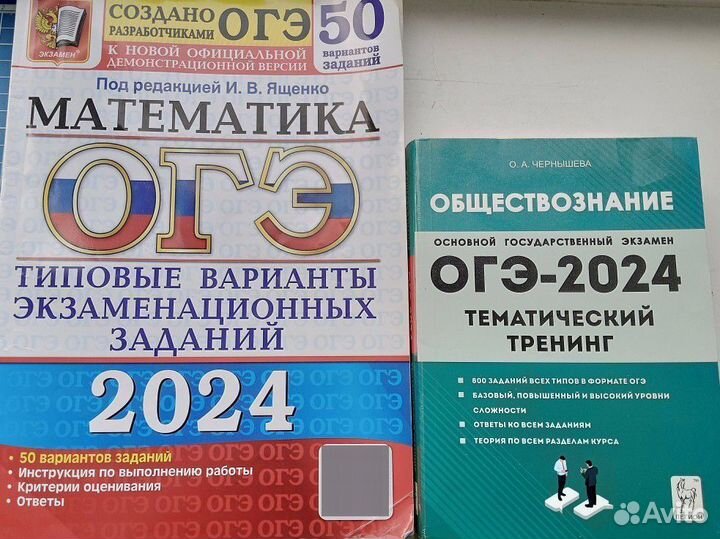 СОЗДАНО
РАЗРАБОТЧИКАМИ
ОГЭ
50
вариантов
заданий
К НОВОЙ ОФИЦИАЛЬНОЙ
ДЕМОНСТРАЦИОННОЙ ВЕРСИИ
ЭКЗАМЕН
Под редакцией И. В. Ященко
МАТЕМАТИКА
ОГЭ
ТИПОВЫЕ ВАРИАНТЫ
ЭКЗАМЕНАЦИОННЫХ
ЗАДАНИЙ
2024
• 50 вариантов заданий
• Инструкция по выполнению работы
• Критерии оценивания
• Ответы
О. А. ЧЕРНЫШЕВА
ОБЩЕСТВОЗНАНИЕ
ОСНОВНОЙ ГОСУДАРСТВЕННЫЙ ЭКЗАМЕН
ОГЭ-2024
ТЕМАТИЧЕСКИЙ
ТРЕНИНГ
600 ЗАДАНИЙ ВСЕХ ТИПОВ В ФОРМАТЕ ОГЭ
БАЗОВЫЙ, ПОВЫШЕННЫЙ И ВЫСОКИЙ УРОВНИ
СЛОЖНОСТИ
ОТВЕТЫ КО ВСЕМ ЗАДАНИЯМ
ТЕОРИЯ ПО ВСЕМ РАЗДЕЛАМ КУРСА
ЛЕГИОН
Avito